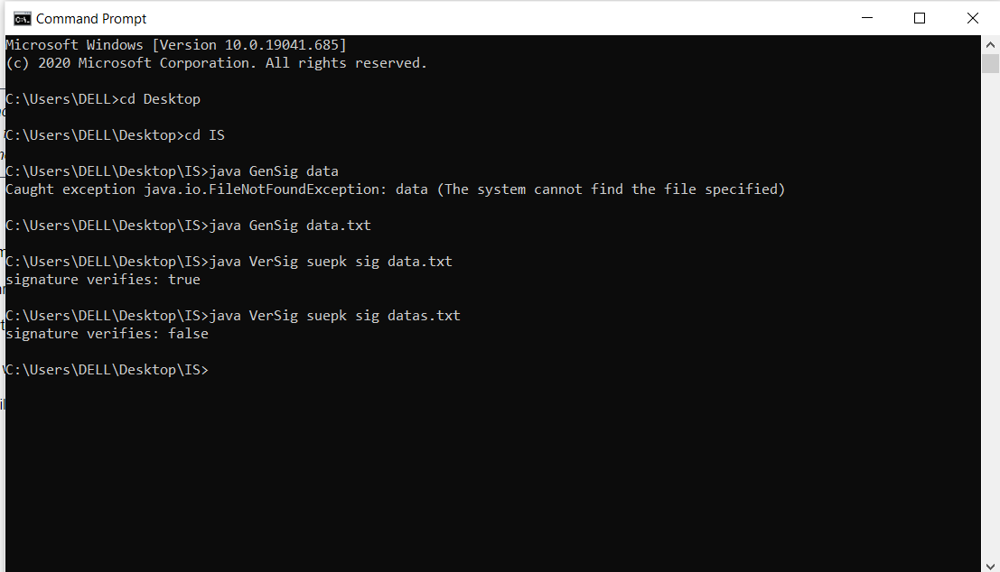 Command Prompt
Microsoft Windows [Version 10.0.19041.685]
(c) 2020 Microsoft Corporation. All rights reserved.
C:\Users\DELL>cd Desktop
C:\Users\DELL\Desktop>cd IS
C:\Users\DELL\Desktop\IS>java GenSig data
Caught exception java.io.FileNotFoundException: data (The system cannot find the file specified)
C:\Users\DELL\Desktop\IS>java GenSig data.txt
C:\Users\DELL\Desktop\IS>java VerSig suepk sig data.txt
signature verifies: true
C:\Users\DELL\Desktop\IS>java VerSig suepk sig datas.txt
signature verifies: false
C:\Users\DELL\Desktop\IS>